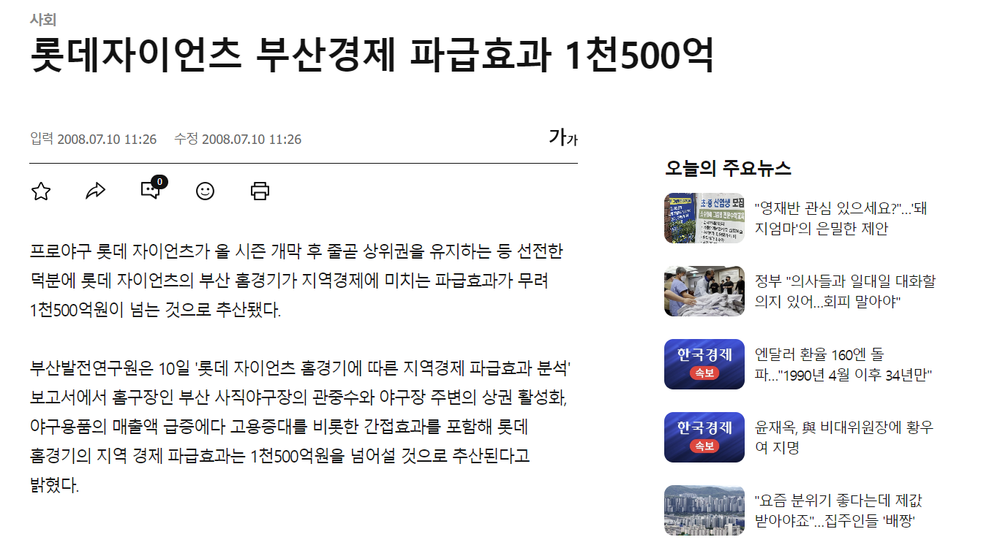 사회
롯데자이언츠 부산경제 파급효과 1천500억
입력 2008.07.10 11:26 수정 2008.07.10 11:26
가가
0
프로야구 롯데 자이언츠가 올 시즌 개막 후 줄곧 상위권을 유지하는 등 선전한
덕분에 롯데 자이언츠의 부산 홈경기가 지역경제에 미치는 파급효과가 무려
1천500억원이 넘는 것으로 추산됐다.
부산발전연구원은 10일 '롯데 자이언츠 홈경기에 따른 지역경제 파급효과 분석'
보고서에서 홈구장인 부산 사직야구장의 관중수와 야구장 주변의 상권 활성화,
야구용품의 매출액 급증에다 고용증대를 비롯한 간접효과를 포함해 롯데
홈경기의 지역 경제 파급효과는 1천500억원을 넘어설 것으로 추산된다고
밝혔다.
오늘의 주요뉴스
초·중 신입생 모집
"영재반 관심 있으세요?"…'돼
지엄마'의 은밀한 제안
정부 "의사들과 일대일 대화할
의지 있어…회피 말아야"
한국경제
속보
엔달러 환율 160엔 돌
파…"1990년 4월 이후 34년만"
한국경제
속보
윤재옥, 與 비대위원장에 황우
여 지명
"요즘 분위기 좋다는데 제값
받아야죠"…집주인들 '배짱'